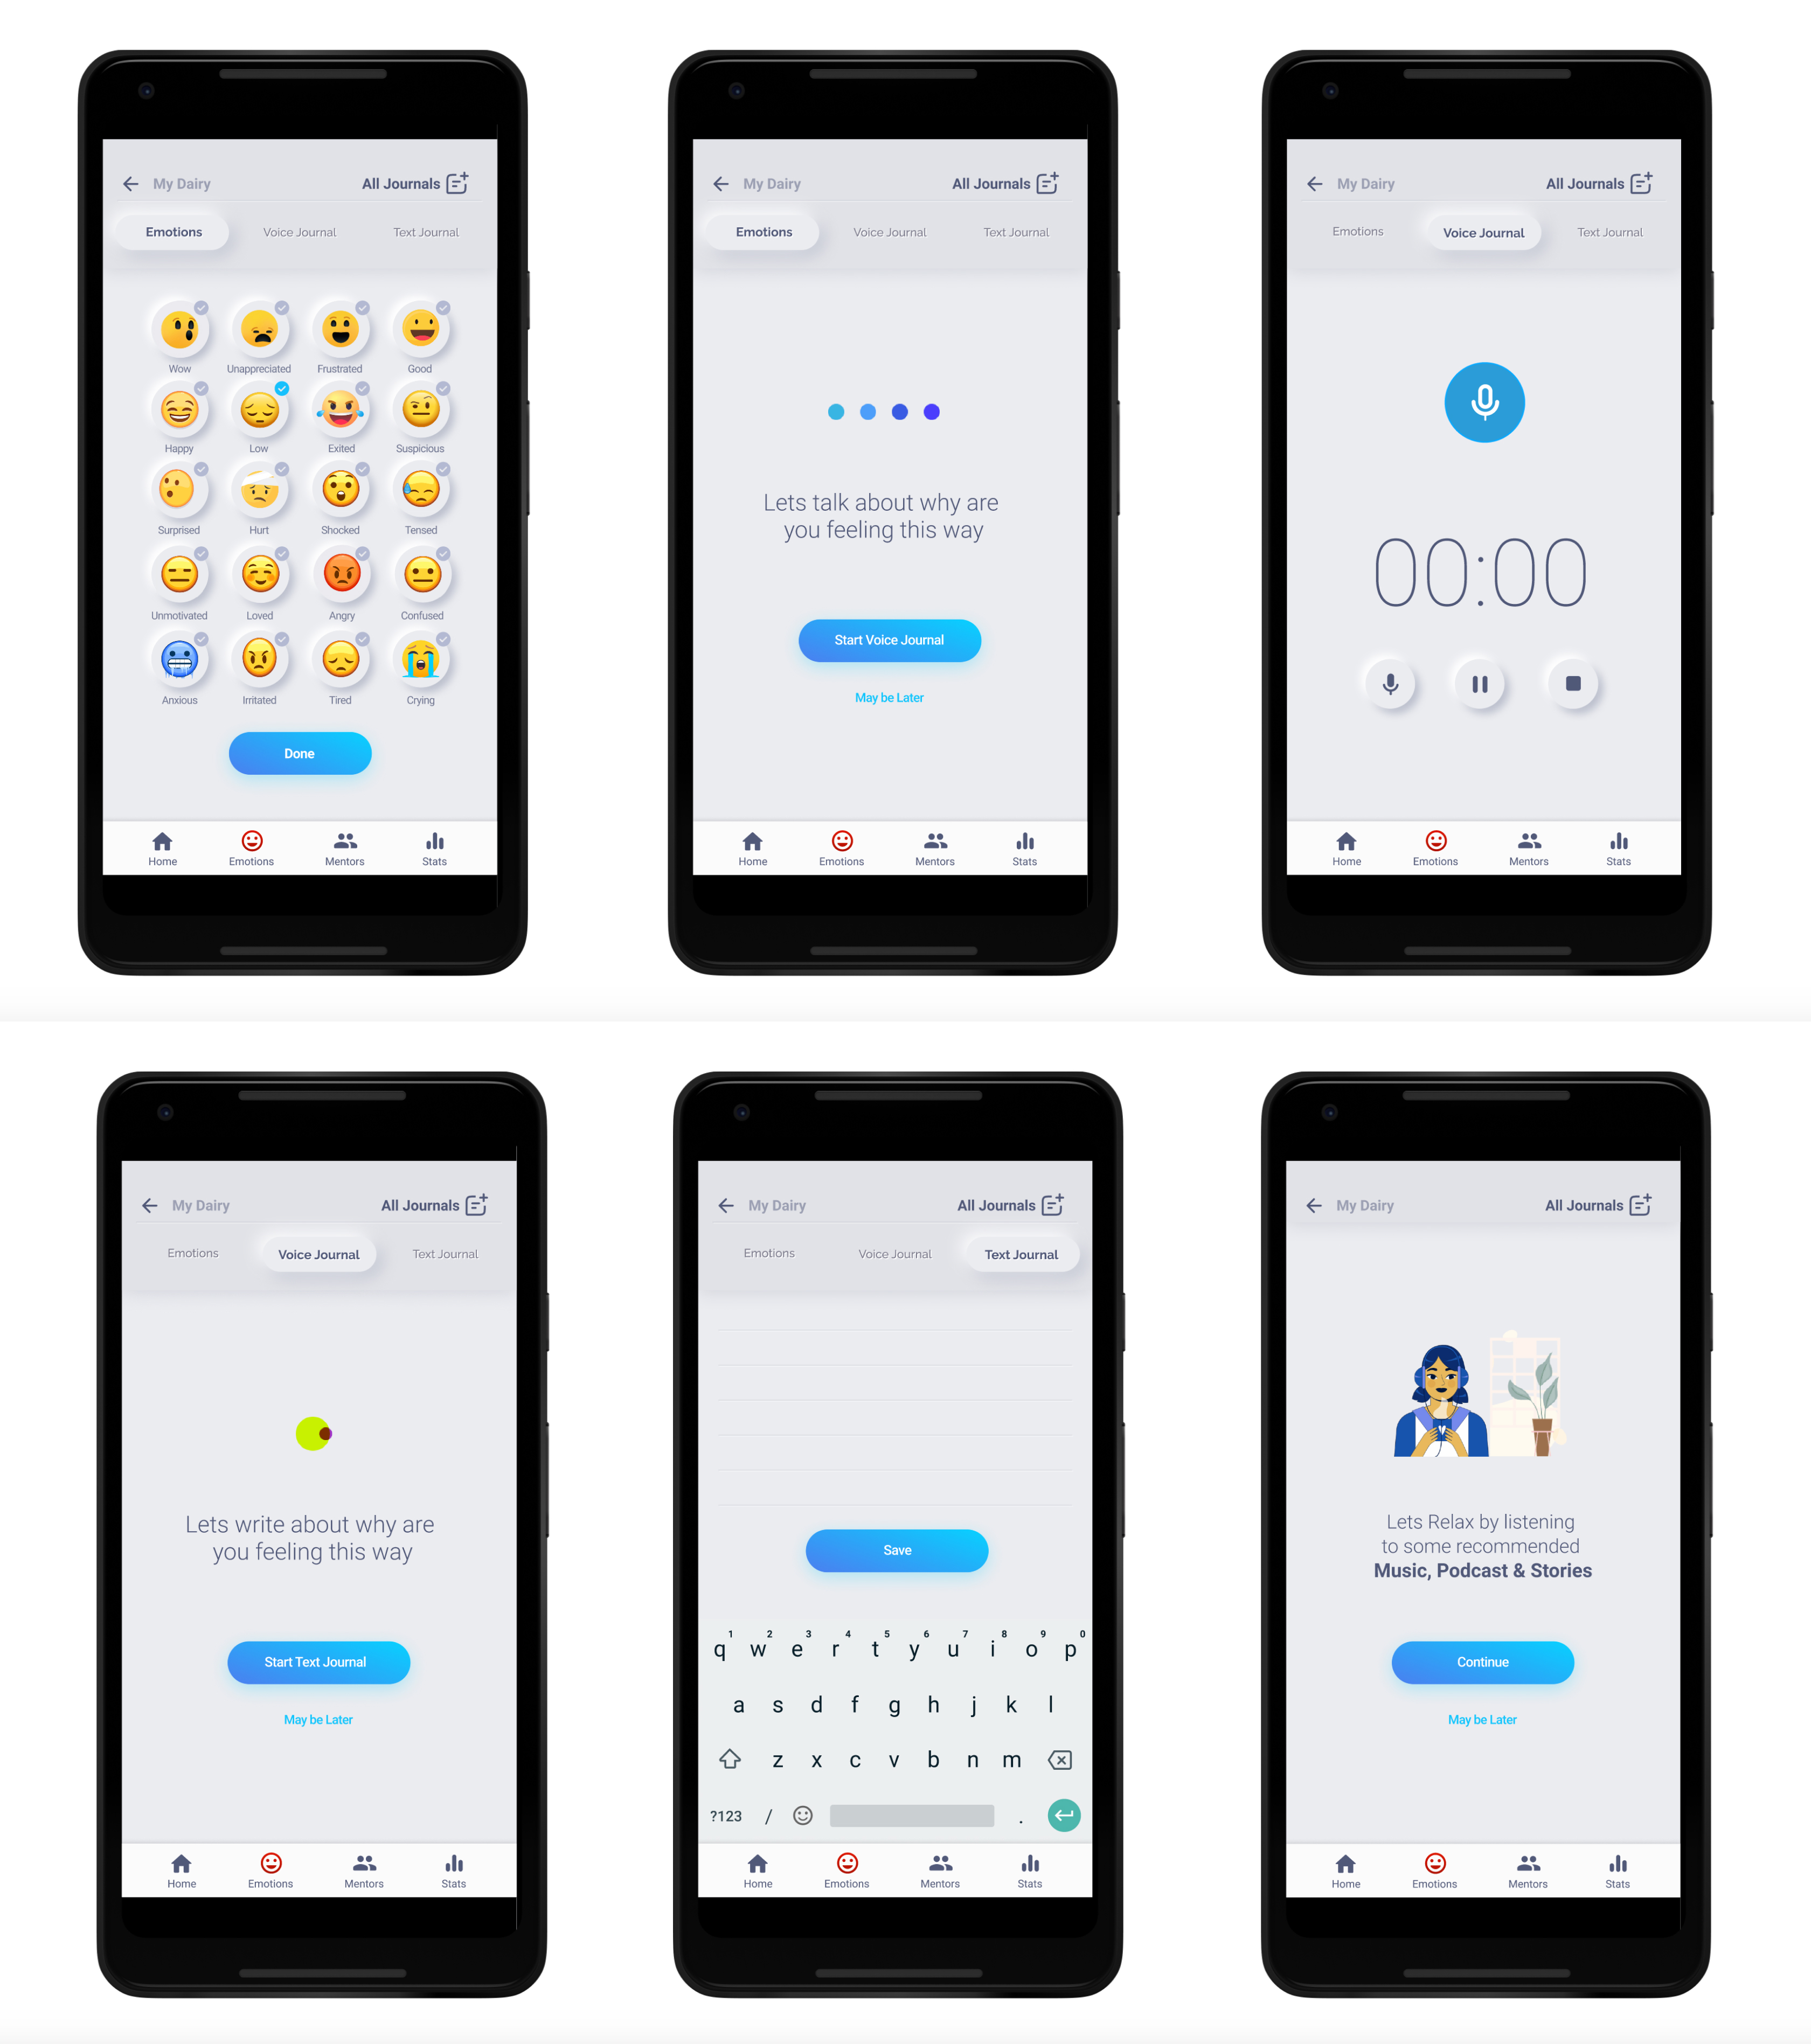 My Dairy All Journals
Emotions Voice Journal Text Journal
Wow Unappreciated Frustrated Good
Happy Low Exited Suspicious
Surprised Hurt Shocked Tensed
Unmotivated Loved Angry Confused
Anxious Irritated Tired Crying
Done
Home Emotions Mentors Stats
My Dairy All Journals
Emotions Voice Journal Text Journal
Lets talk about why are
you feeling this way
Start Voice Journal
May be Later
Home Emotions Mentors Stats
My Dairy All Journals
Emotions Voice Journal Text Journal
00:00
Home Emotions Mentors Stats
My Dairy All Journals
Emotions Voice Journal Text Journal
Lets write about why are
you feeling this way
Start Text Journal
May be Later
Home Emotions Mentors Stats
My Dairy All Journals
Emotions Voice Journal Text Journal
Save
1 2 3 4 5 6 7 8 9 0
q w e r t y u i o p
a s d f g h j k l
z x c v b n m
?123 / .
Home Emotions Mentors Stats
My Dairy All Journals
Lets Relax by listening
to some recommended
Music, Podcast & Stories
Continue
May be Later
Home Emotions Mentors Stats